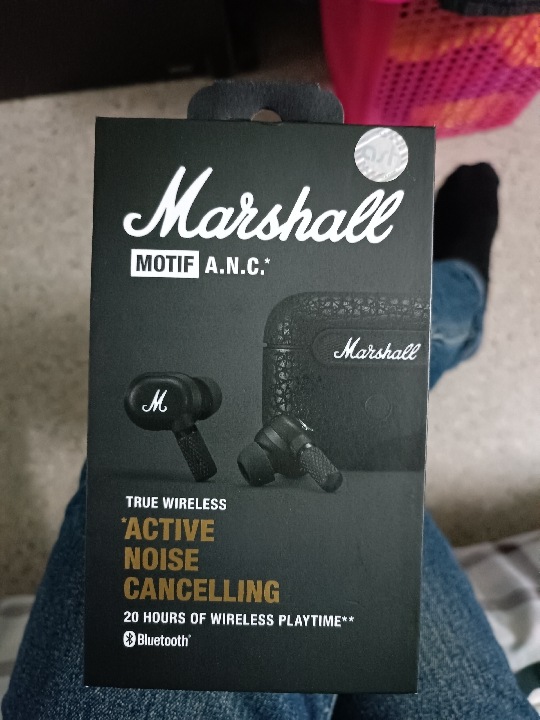 Marshall
MOTIF A.N.C.*
Marshall
M
TRUE WIRELESS
*ACTIVE
NOISE
CANCELLING
20 HOURS OF WIRELESS PLAYTIME**
Bluetooth®